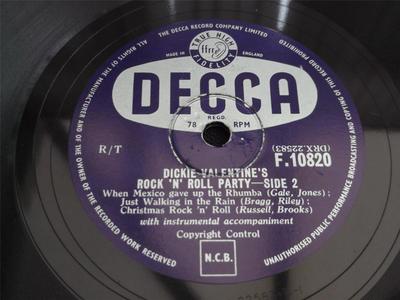 THE DECCA RECORD COMPANY LIMITED.
ALL RIGHTS OF THE MANUFACTURER AND OF THE OWNER OF THE RECORDED WORK RESERVED
UNAUTHORISED PUBLIC PERFORMANCE BROADCASTING AND COPYING OF THIS RECORD PROHIBITED
TRUE HIGH
ffrr
FIDELITY
MADE IN ENGLAND
DECCA
REGD.
78 RPM
R/T
(DRX.22583)
F.10820
DICKIE VALENTINE'S
ROCK 'N' ROLL PARTY—SIDE 2
When Mexico gave up the Rhumba (Gale, Jones) ;
Just Walking in the Rain (Bragg, Riley) ;
Christmas Rock 'n' Roll (Russell, Brooks)
with instrumental accompaniment
Copyright Control
N.C.B.